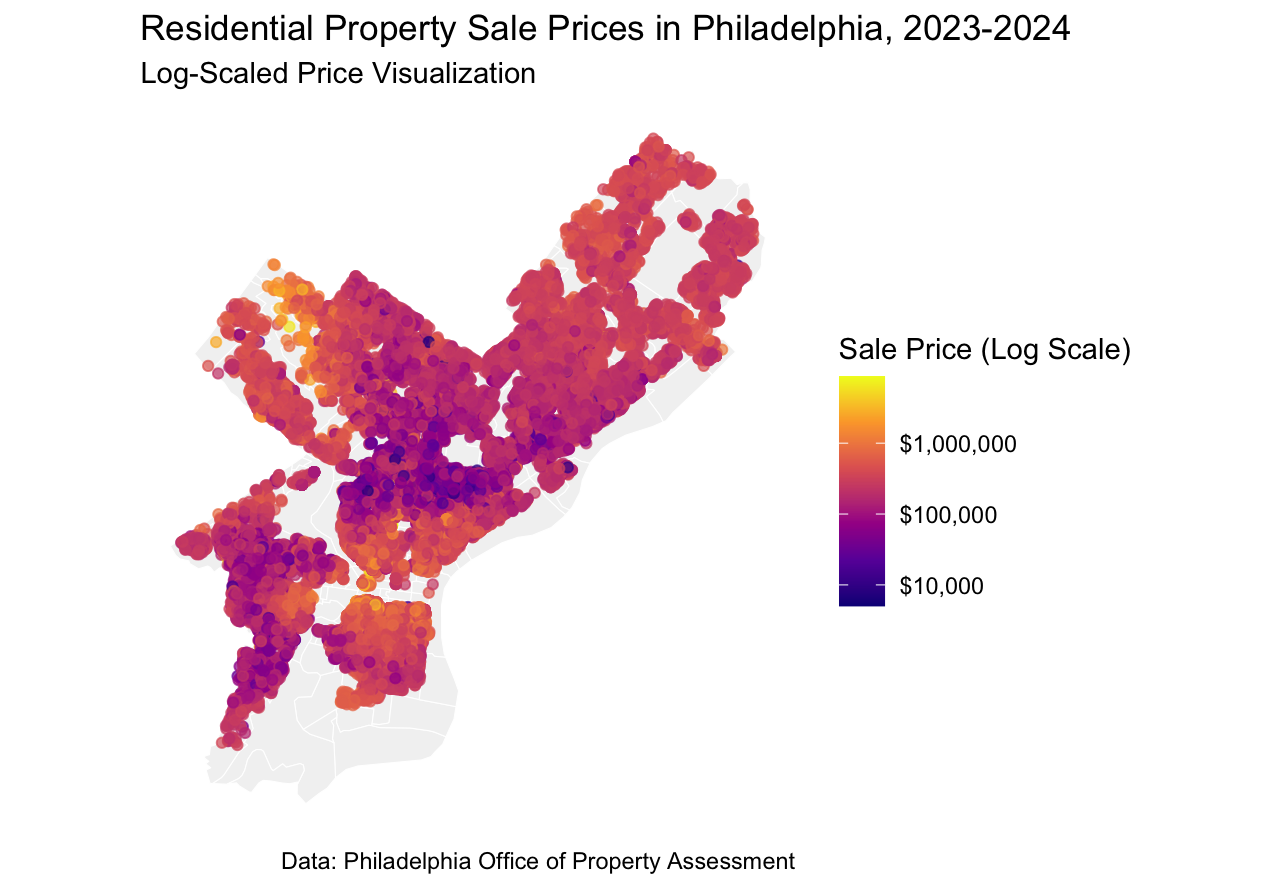 Residential Property Sale Prices in Philadelphia, 2023-2024
Log-Scaled Price Visualization
Sale Price (Log Scale)
$1,000,000
$100,000
$10,000
Data: Philadelphia Office of Property Assessment